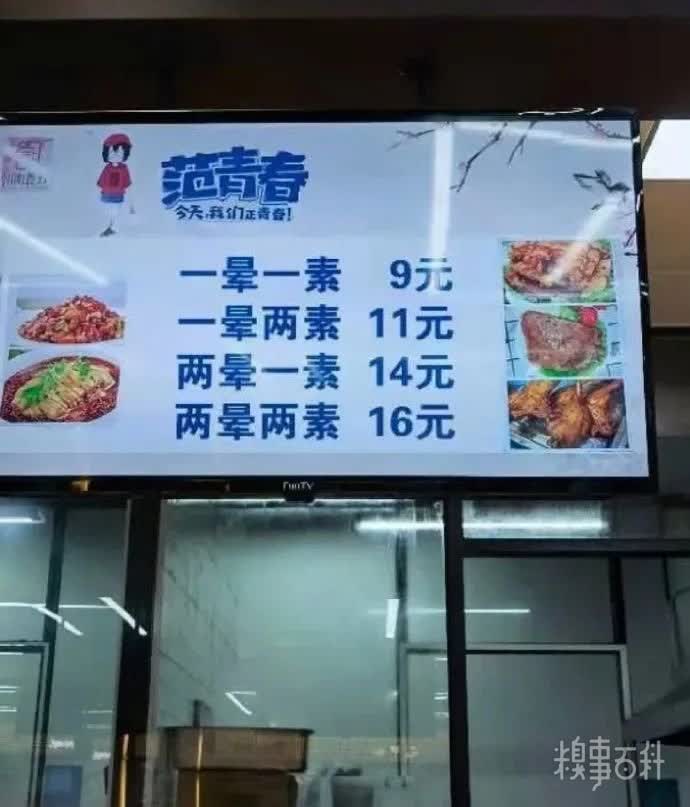 范青春
今天,我们正青春!
一晕一素 9元
一晕两素 11元
两晕一素 14元
两晕两素 16元
FunTV
糗事百科